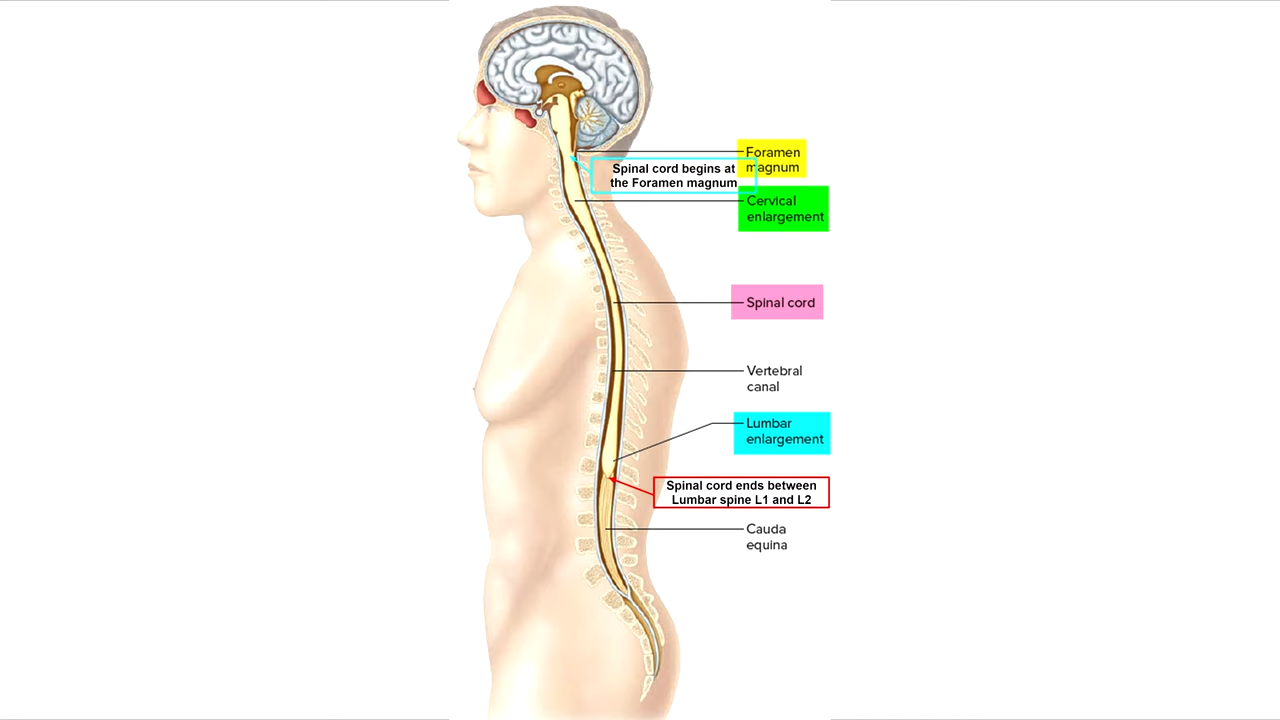 Foramen
magnum
Spinal cord begins at
the Foramen magnum
Cervical
enlargement
Spinal cord
Vertebral
canal
Lumbar
enlargement
Spinal cord ends between
Lumbar spine L1 and L2
Cauda
equina